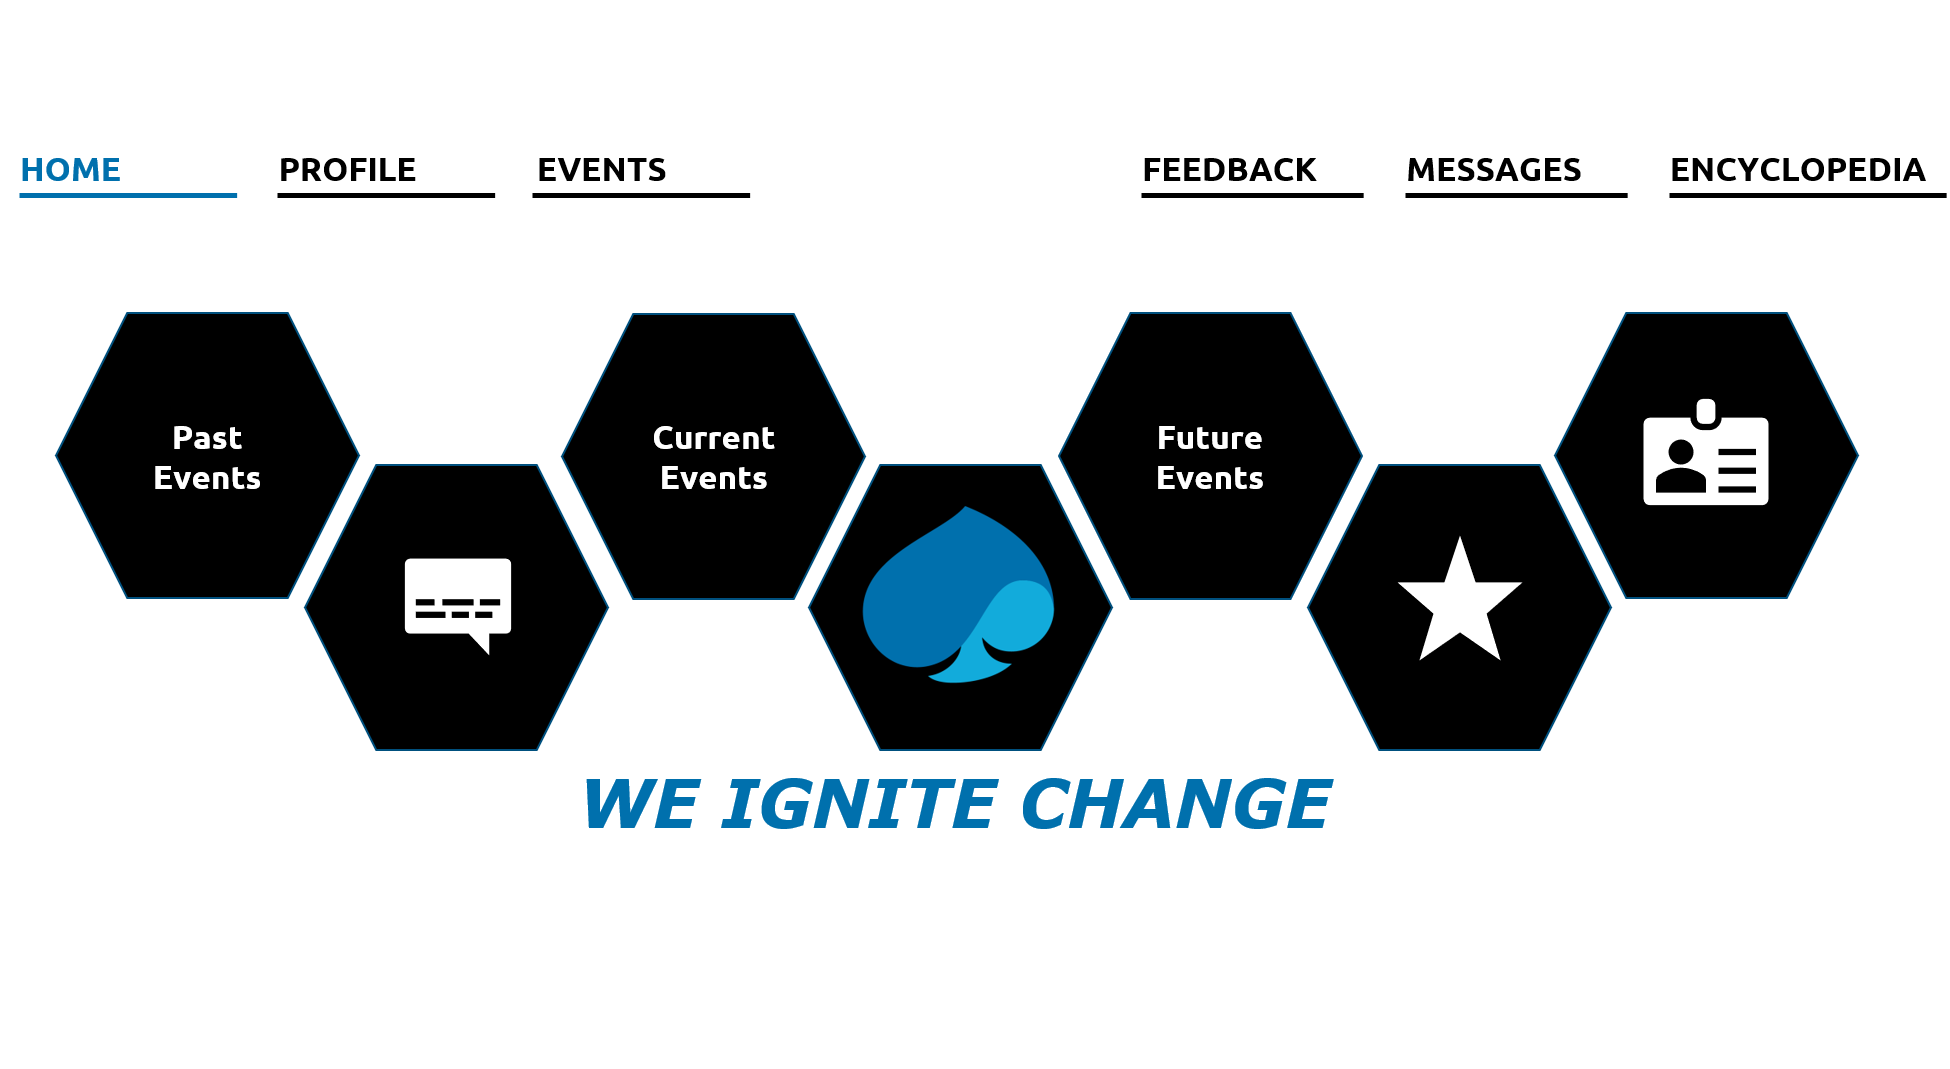 HOME
PROFILE
EVENTS
FEEDBACK
MESSAGES
ENCYCLOPEDIA
Past
Events
Current
Events
Future
Events
WE IGNITE CHANGE